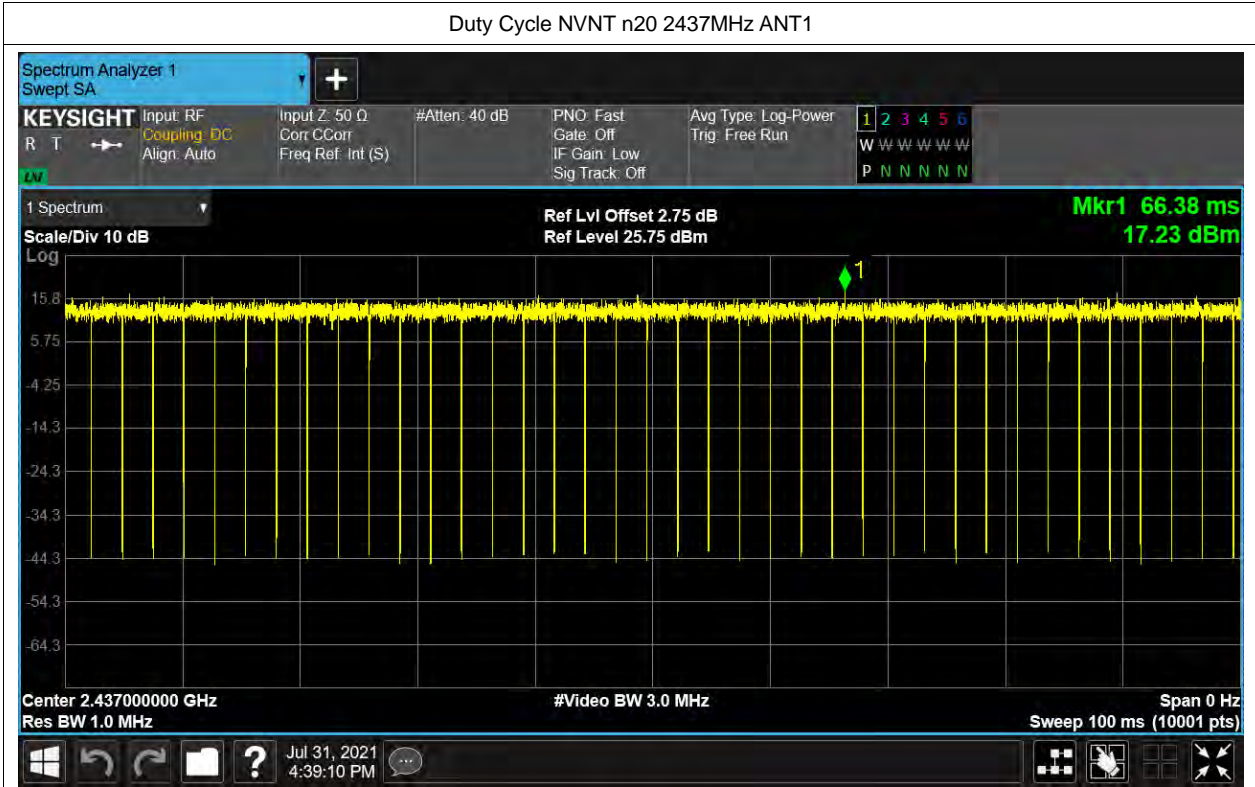 Duty Cycle NVNT n20 2437MHz ANT1
Spectrum Analyzer 1
Swept SA
KEYSIGHT Input: RF Input Z: 50 Ω #Atten: 40 dB PNO: Fast Avg Type: Log-Power 1 2 3 4 5 6
R T Coupling: DC Corr CCorr Gate: Off Trig: Free Run W W W W W W
Align: Auto Freq Ref: Int (S) IF Gain: Low
Sig Track: Off P N N N N N
1 Spectrum Ref Lvl Offset 2.75 dB Mkr1 66.38 ms
Scale/Div 10 dB Ref Level 25.75 dBm 17.23 dBm
Log
1
15.8
5.75
-4.25
-14.3
-24.3
-34.3
-44.3
-54.3
-64.3
Center 2.437000000 GHz #Video BW 3.0 MHz Span 0 Hz
Res BW 1.0 MHz Sweep 100 ms (10001 pts)
? Jul 31, 2021
4:39:10 PM